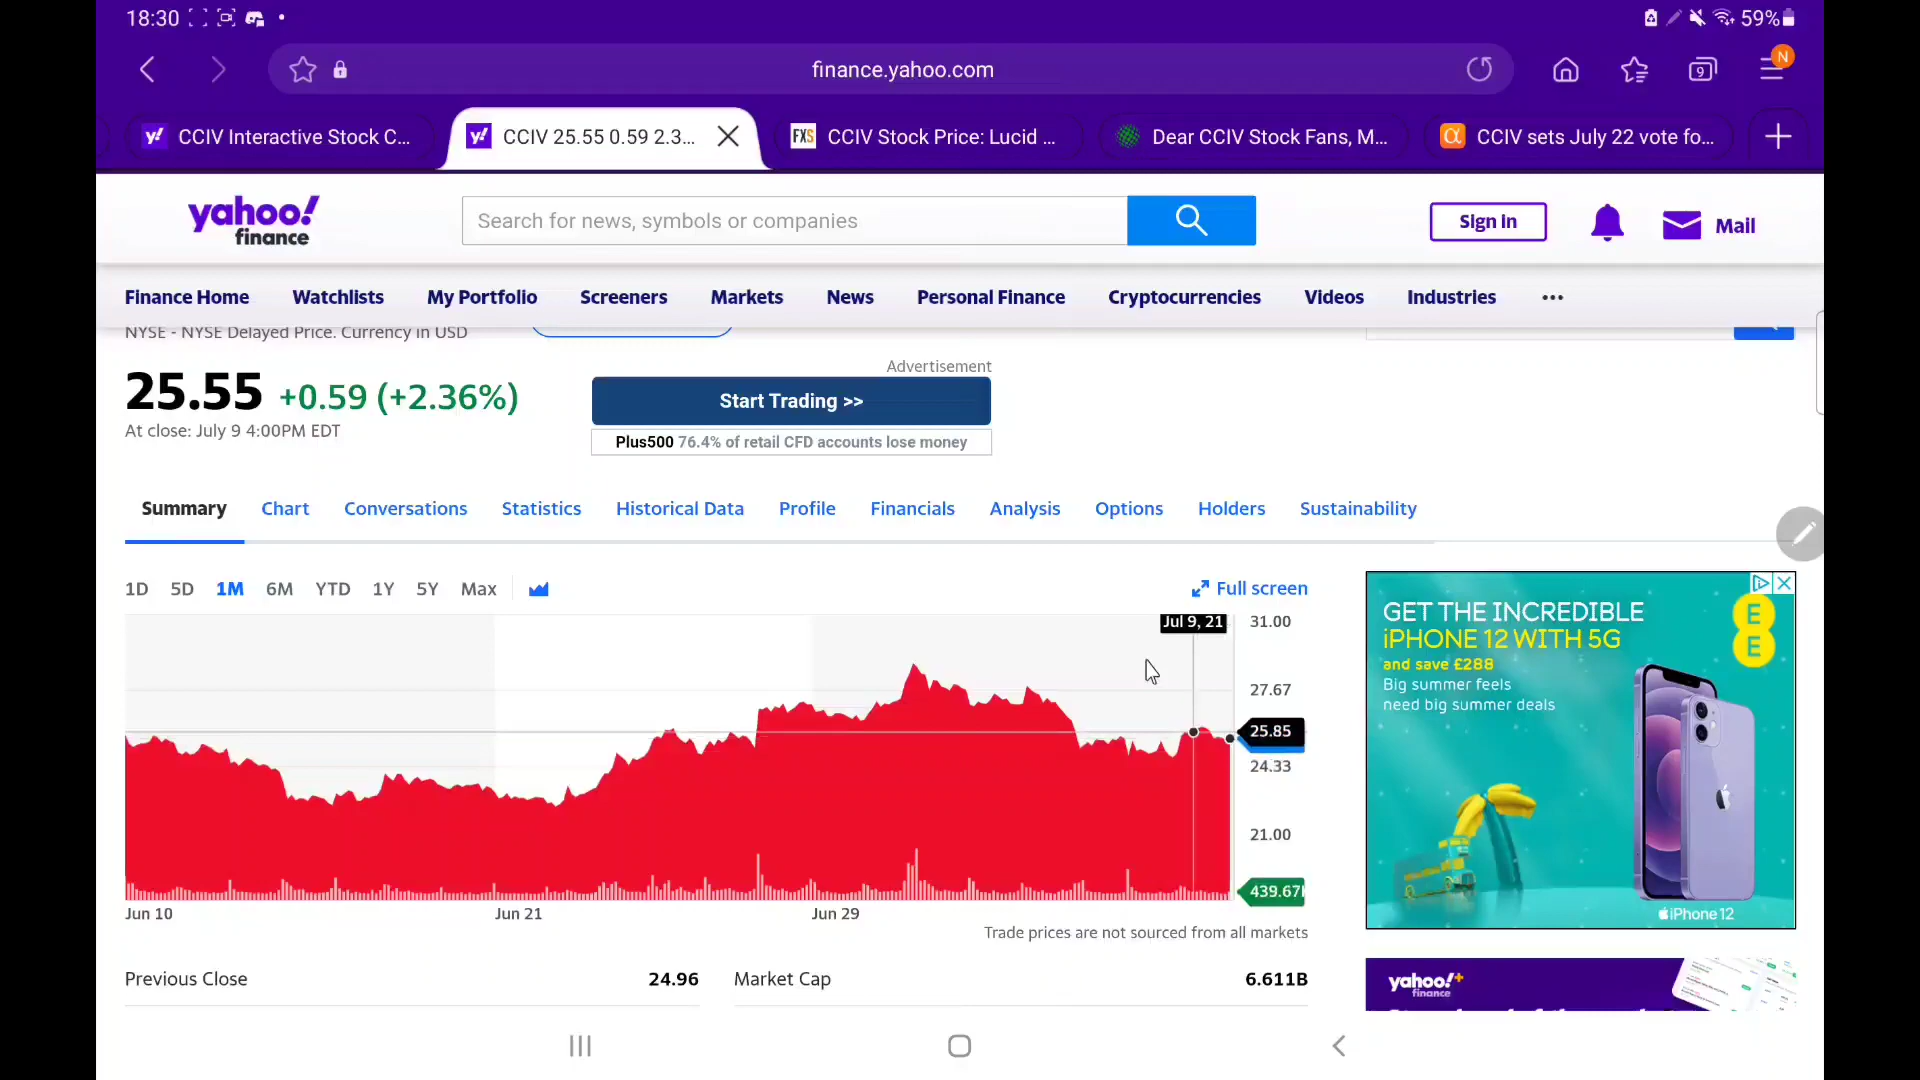 18:30
59%
finance.yahoo.com
9
N
CCIV Interactive Stock C...
CCIV 25.55 0.59 2.3...
FXS
CCIV Stock Price: Lucid ...
Dear CCIV Stock Fans, M...
CCIV sets July 22 vote fo...
yahoo!
finance
Search for news, symbols or companies
Sign in
Mail
Finance Home
Watchlists
My Portfolio
Screeners
Markets
News
Personal Finance
Cryptocurrencies
Videos
Industries
NYSE - NYSE Delayed Price. Currency in USD
25.55 +0.59 (+2.36%)
At close: July 9 4:00PM EDT
Advertisement
Start Trading >>
Plus500 76.4% of retail CFD accounts lose money
Summary
Chart
Conversations
Statistics
Historical Data
Profile
Financials
Analysis
Options
Holders
Sustainability
1D 5D 1M 6M YTD 1Y 5Y Max
Full screen
Jul 9, 21
31.00
27.67
25.85
24.33
21.00
439.67
Jun 10
Jun 21
Jun 29
Trade prices are not sourced from all markets
Previous Close 24.96
Market Cap 6.611B
GET THE INCREDIBLE
iPHONE 12 WITH 5G
and save £288
Big summer feels
need big summer deals
E
E
iPhone 12
yahoo!+
finance